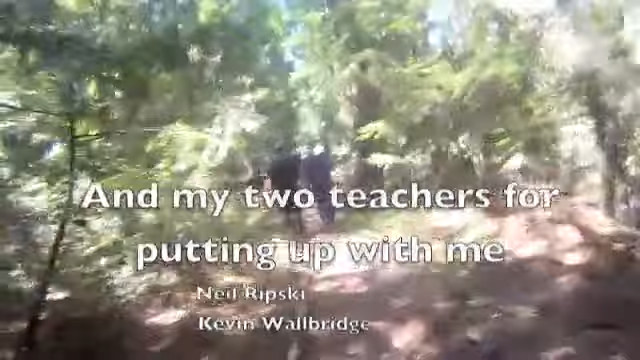 And my two teachers for
putting up with me
Neil Ripski
Kevin Wallbridge